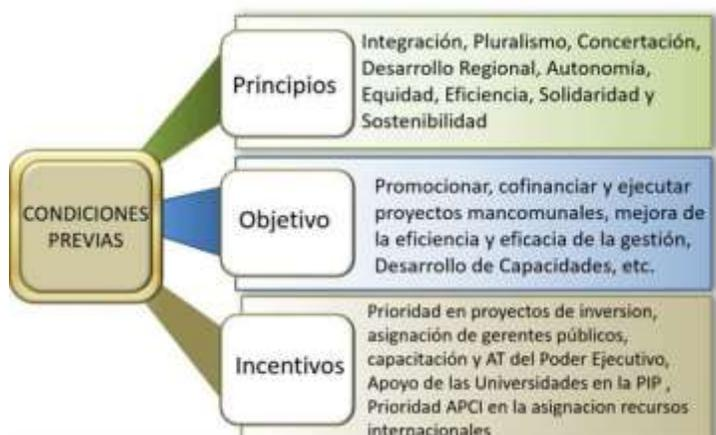 CONDICIONES
PREVIAS
Principios
Integración, Pluralismo, Concertación,
Desarrollo Regional, Autonomía,
Equidad, Eficiencia, Solidaridad y
Sostenibilidad
Objetivo
Promocionar, cofinanciar y ejecutar
proyectos mancomunales, mejora de
la eficiencia y eficacia de la gestión,
Desarrollo de Capacidades, etc.
Incentivos
Prioridad en proyectos de inversion,
asignación de gerentes públicos,
capacitación y AT del Poder Ejecutivo,
Apoyo de las Universidades en la PIP ,
Prioridad APCI en la asignacion recursos
internacionales